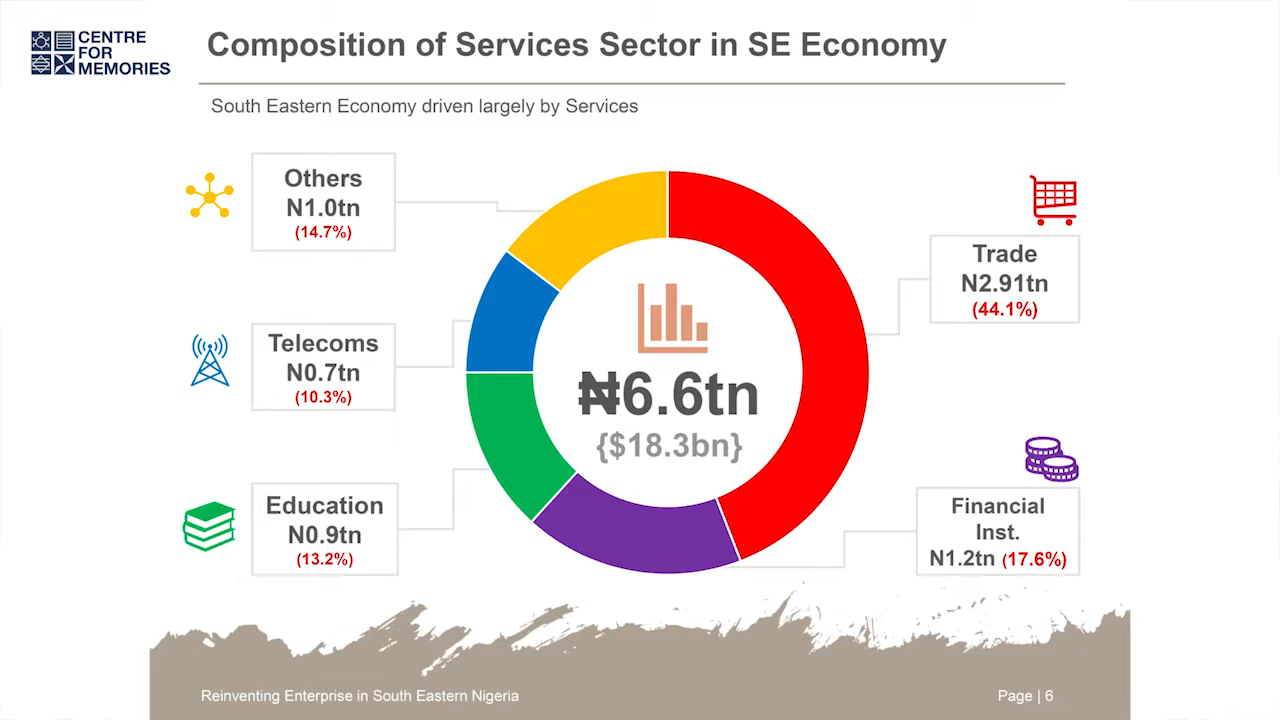 CENTRE
FOR
MEMORIES
Composition of Services Sector in SE Economy
South Eastern Economy driven largely by Services
Others
N1.0tn
(14.7%)
Telecoms
N0.7tn
(10.3%)
Education
N0.9tn
(13.2%)
₦6.6tn
{$18.3bn}
Trade
N2.91tn
(44.1%)
Financial
Inst.
N1.2tn (17.6%)
Reinventing Enterprise in South Eastern Nigeria
Page | 6